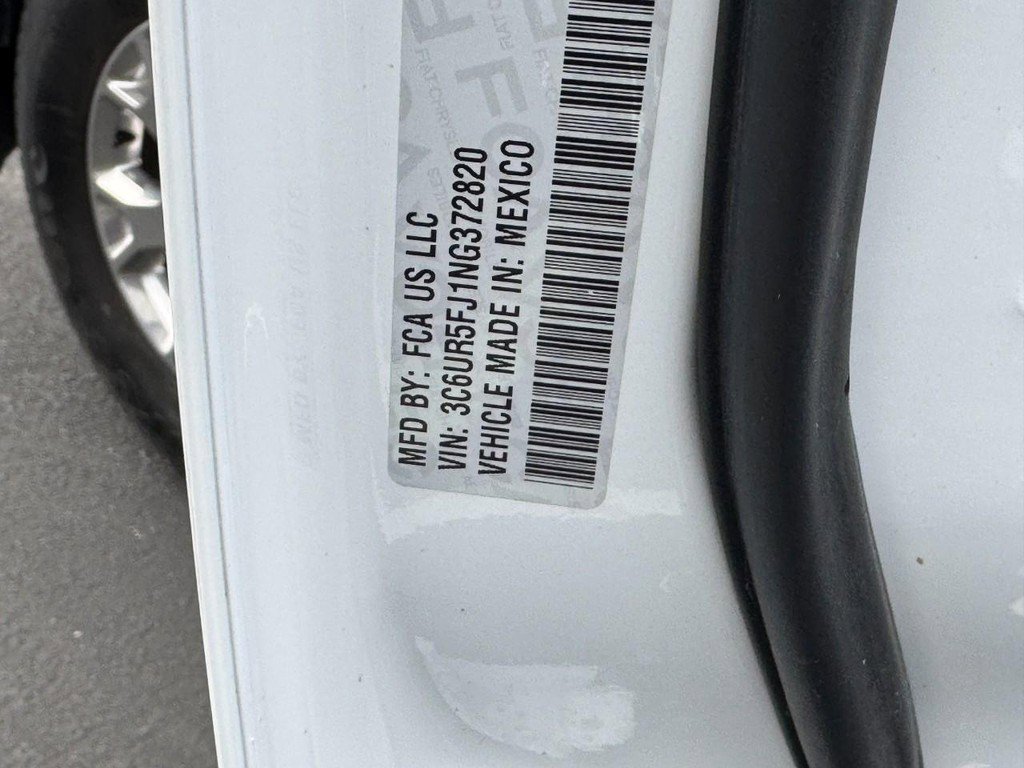 MFD BY: FCA US LLC
VIN: 3C6UR5FJ1NG372820
VEHICLE MADE IN: MEXICO